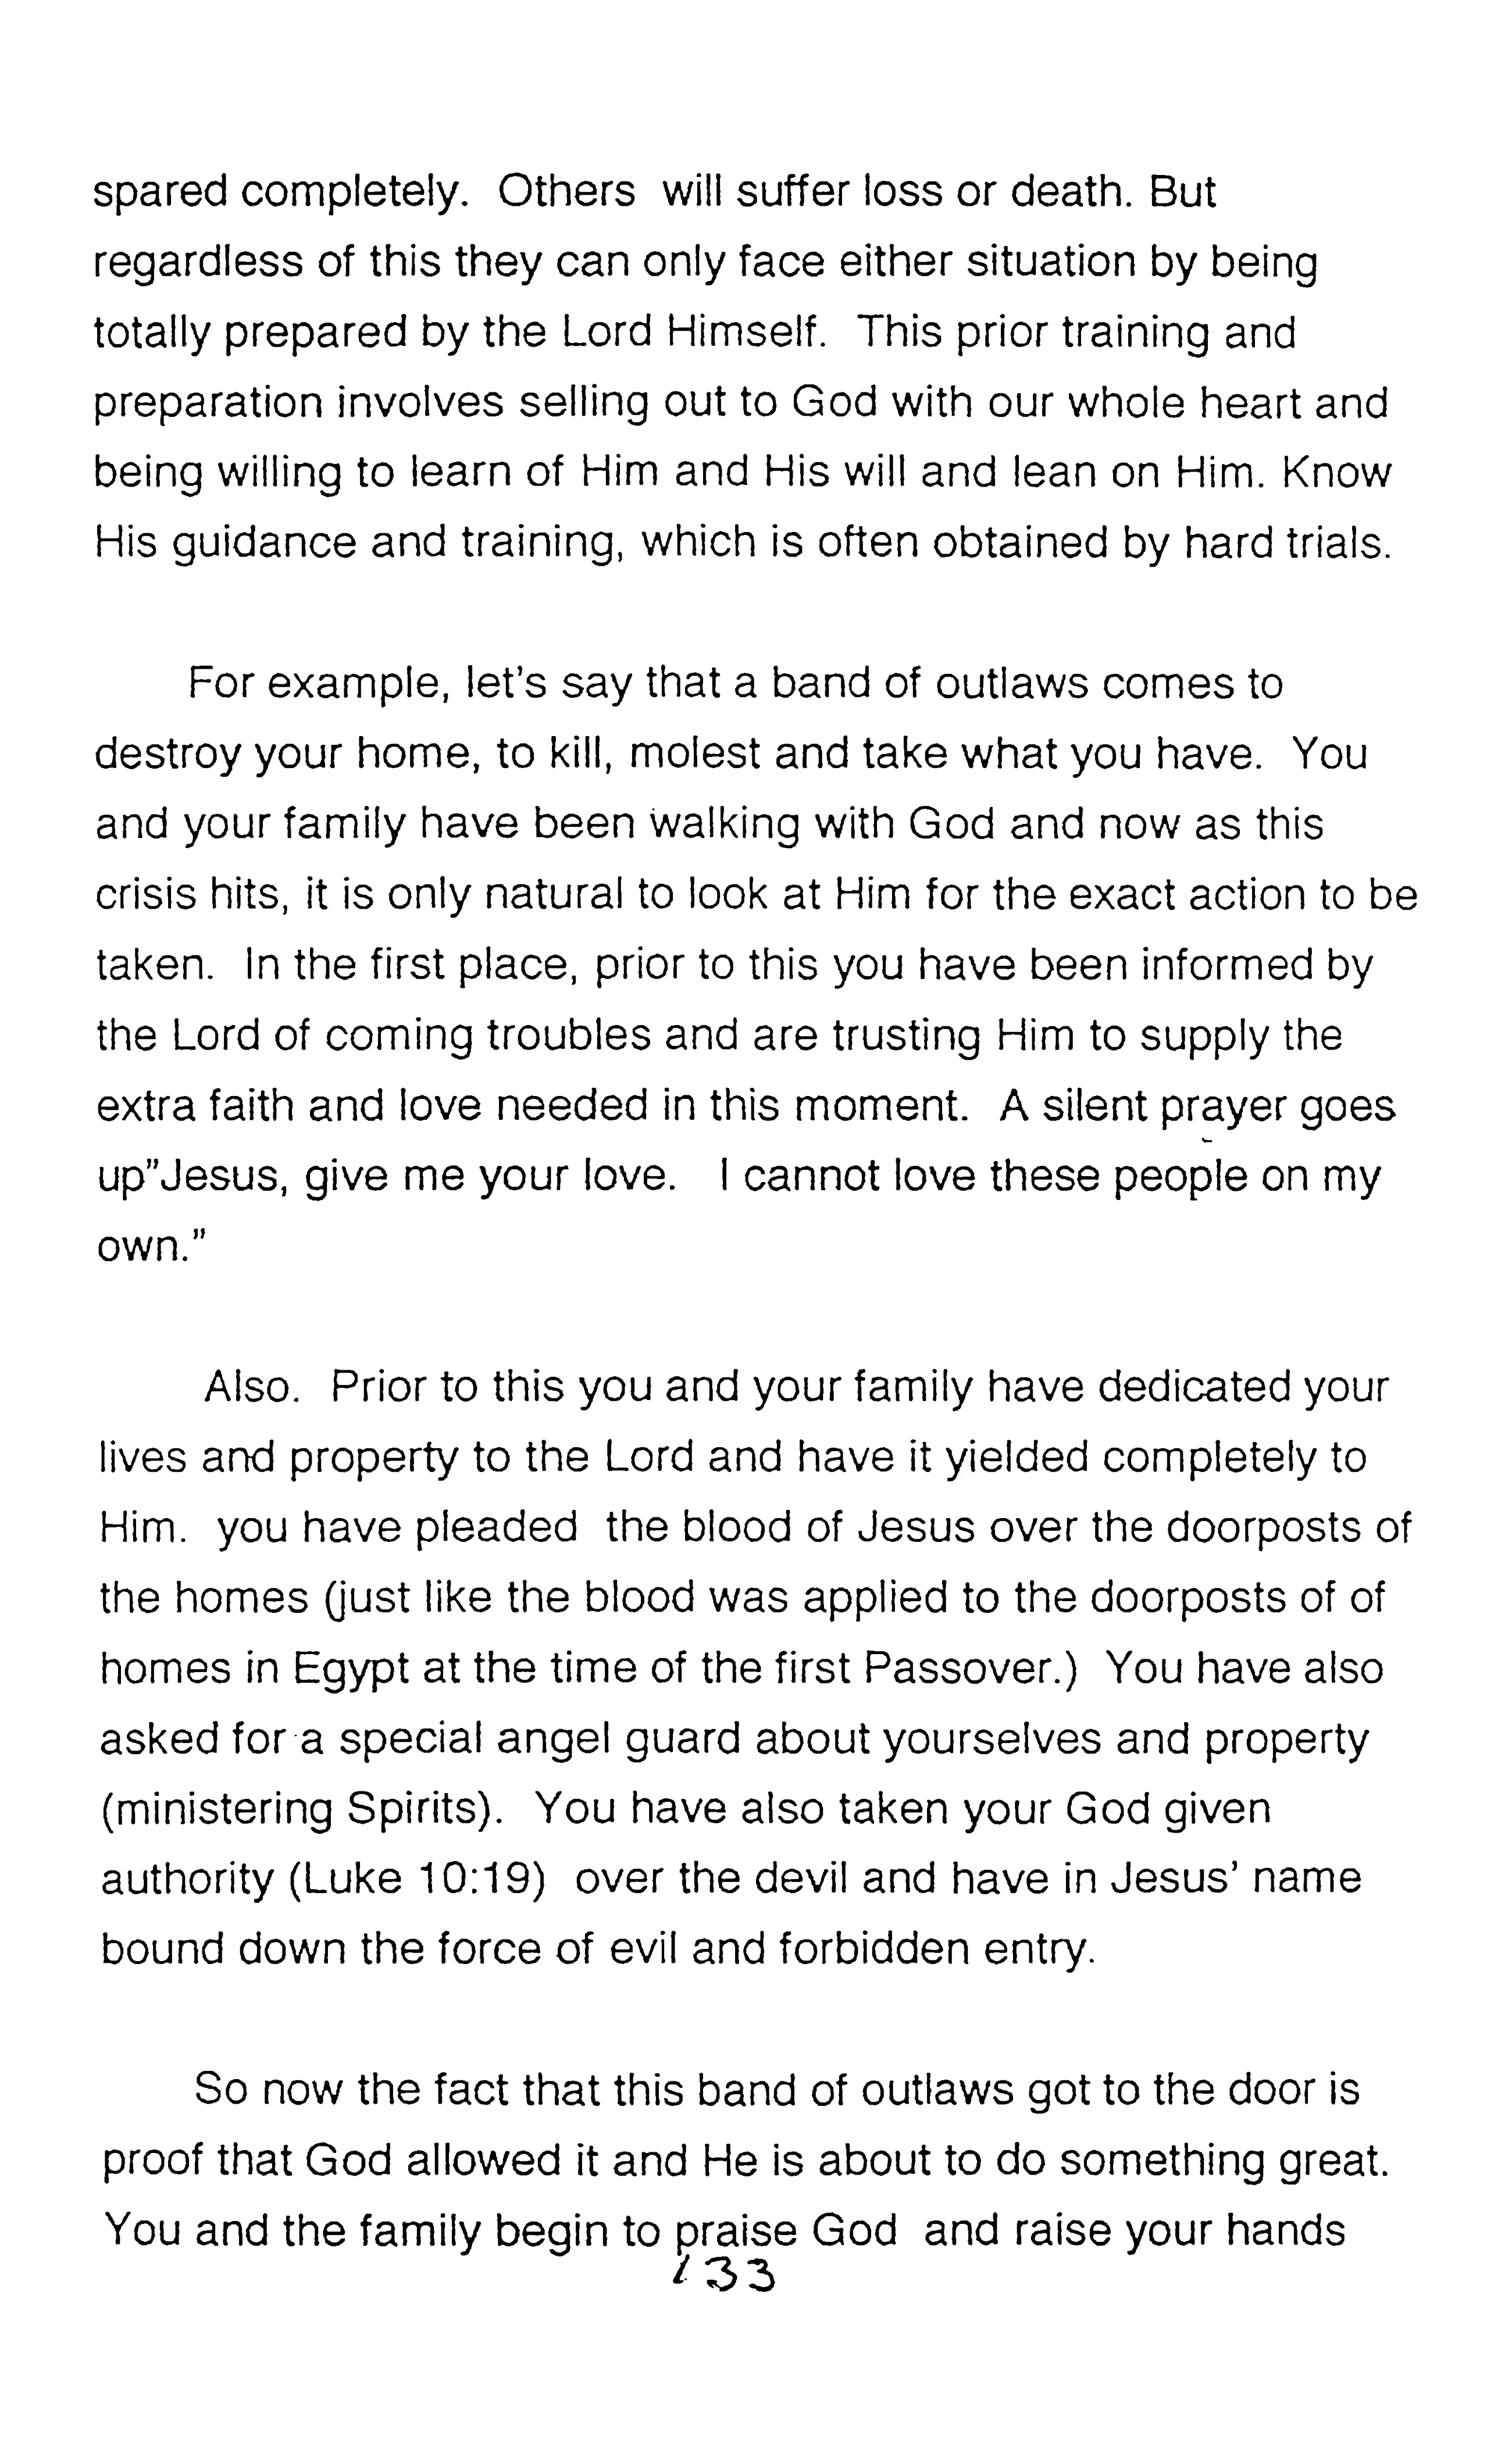 spared completely. Others will suffer loss or death. But
regardless of this they can only face either situation by being
totally prepared by the Lord Himself. This prior training and
preparation involves selling out to God with our whole heart and
being willing to learn of Him and His will and lean on Him. Know
His guidance and training, which is often obtained by hard trials.
For example, let's say that a band of outlaws comes to
destroy your home, to kill, molest and take what you have. You
and your family have been walking with God and now as this
crisis hits, it is only natural to look at Him for the exact action to be
taken. In the first place, prior to this you have been informed by
the Lord of coming troubles and are trusting Him to supply the
extra faith and love needed in this moment. A silent prayer goes
up"Jesus, give me your love. I cannot love these people on my
own."
Also. Prior to this you and your family have dedicated your
lives and property to the Lord and have it yielded completely to
Him. you have pleaded the blood of Jesus over the doorposts of
the homes (just like the blood was applied to the doorposts of of
homes in Egypt at the time of the first Passover.) You have also
asked for a special angel guard about yourselves and property
(ministering Spirits). You have also taken your God given
authority (Luke 10:19) over the devil and have in Jesus' name
bound down the force of evil and forbidden entry.
So now the fact that this band of outlaws got to the door is
proof that God allowed it and He is about to do something great.
You and the family begin to praise God and raise your hands
133